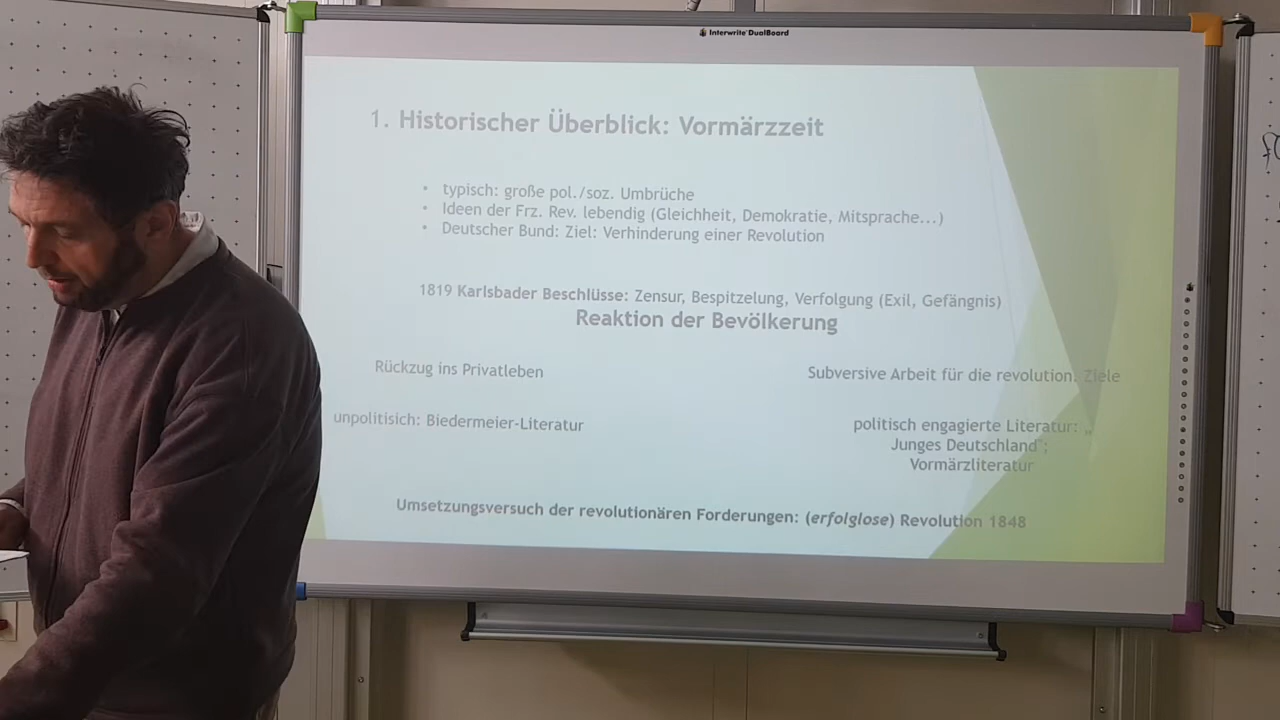 Interwrite DualBoard
1. Historischer Überblick: Vormärzzeit
• typisch: große pol./soz. Umbrüche
• Ideen der Frz. Rev. lebendig (Gleichheit, Demokratie, Mitsprache...)
• Deutscher Bund: Ziel: Verhinderung einer Revolution
1819 Karlsbader Beschlüsse: Zensur, Bespitzelung, Verfolgung (Exil, Gefängnis)
Reaktion der Bevölkerung
Rückzug ins Privatleben
Subversive Arbeit für die revolution. Ziele
unpolitisich: Biedermeier-Literatur
politisch engagierte Literatur: „
Junges Deutschland“;
Vormärzliteratur
Umsetzungsversuch der revolutionären Forderungen: (erfolglose) Revolution 1848